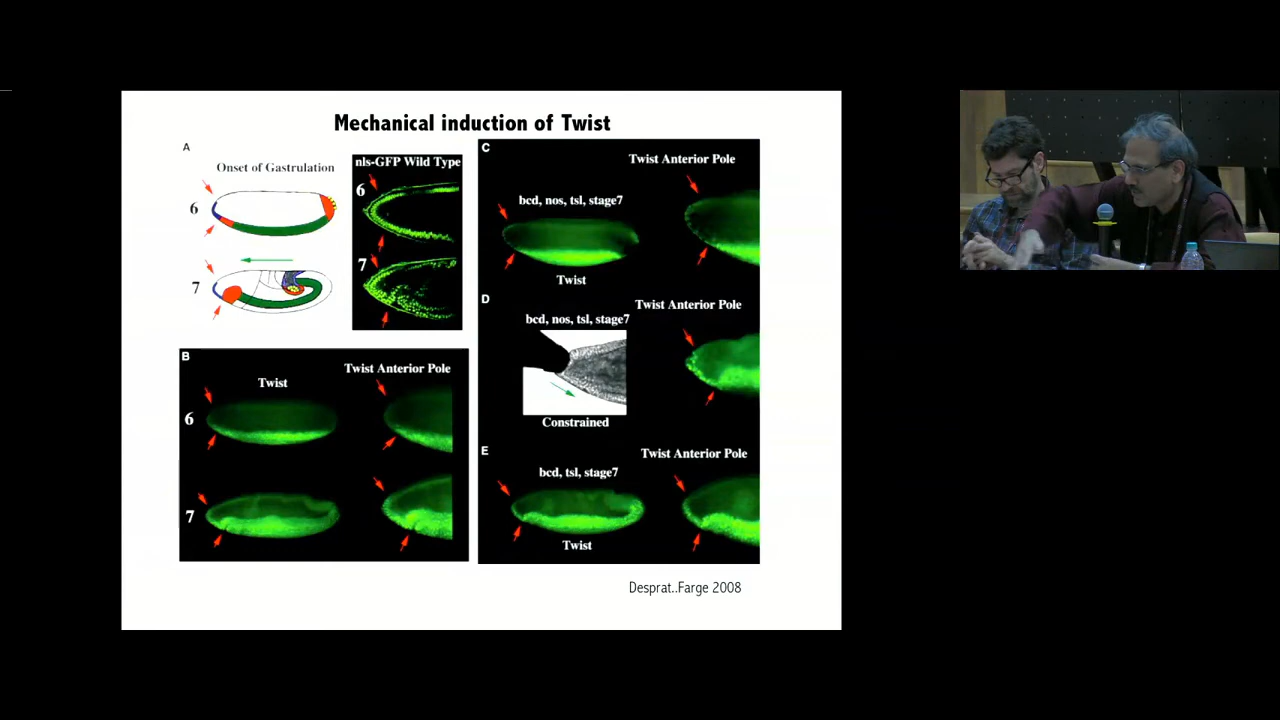 Mechanical induction of Twist
A
Onset of Gastrulation
6
7
nls-GFP Wild Type
6
7
B
Twist
Twist Anterior Pole
6
7
C
Twist Anterior Pole
bcd, nos, tsl, stage7
Twist
D
Twist Anterior Pole
bcd, nos, tsl, stage7
Constrained
E
Twist Anterior Pole
bcd, tsl, stage7
Twist
Desprat..Farge 2008